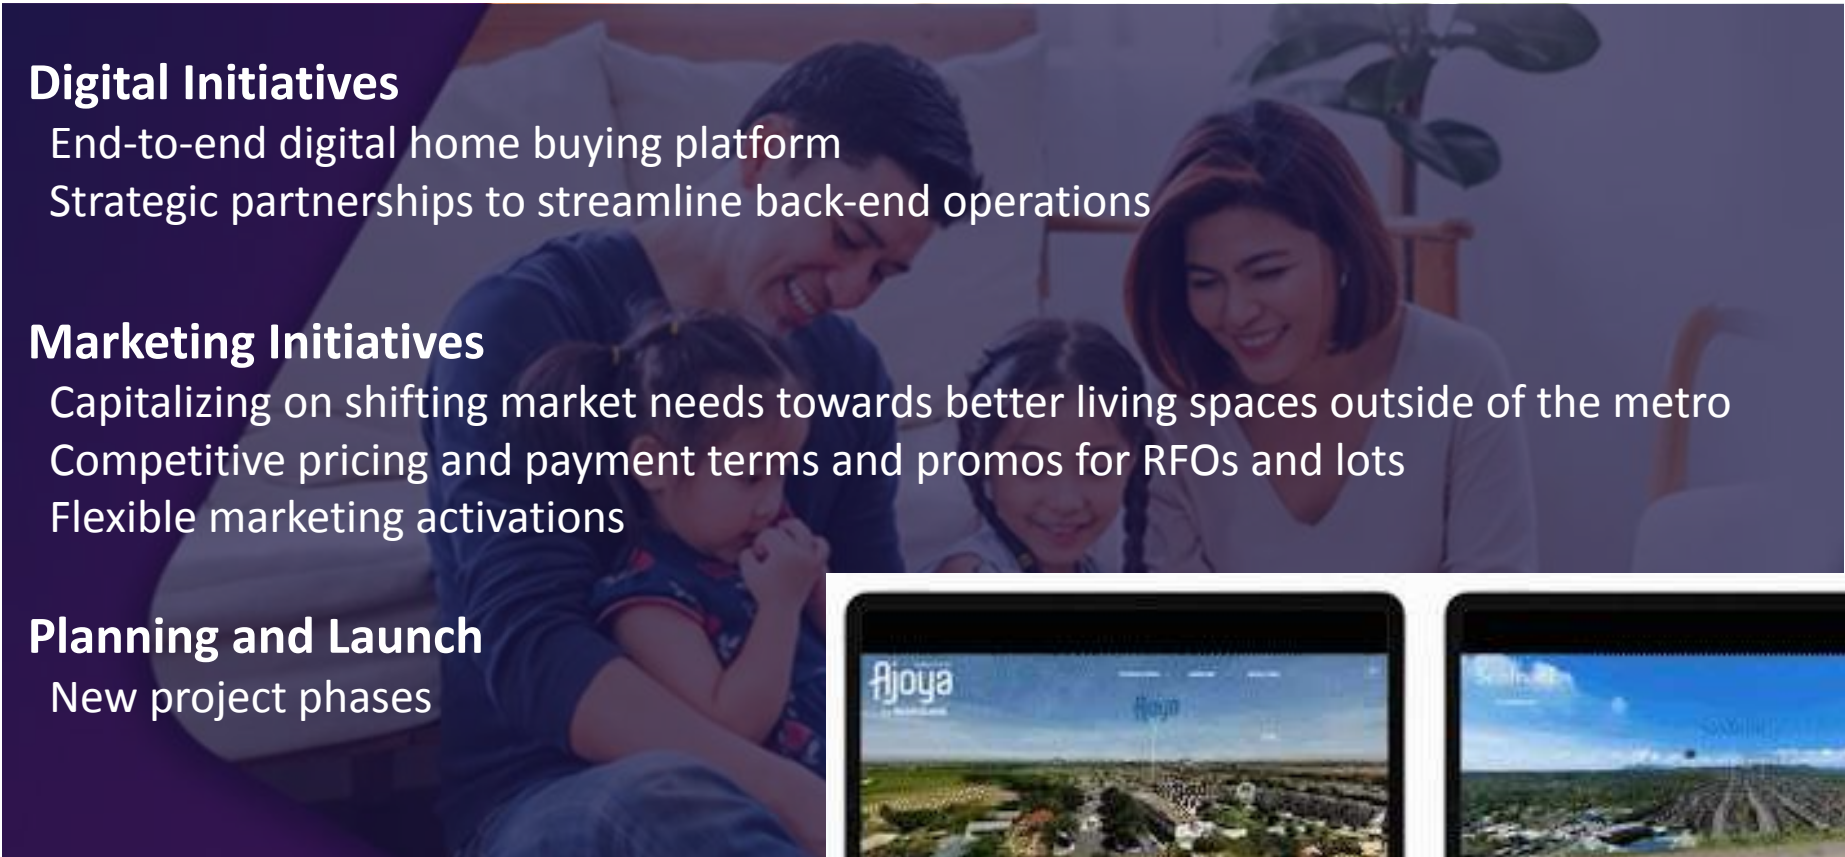 Digital Initiatives
End-to-end digital home buying platform
Strategic partnerships to streamline back-end operations
Marketing Initiatives
Capitalizing on shifting market needs towards better living spaces outside of the metro
Competitive pricing and payment terms and promos for RFOs and lots
Flexible marketing activations
Planning and Launch
New project phases
Ajoya
Ajoya